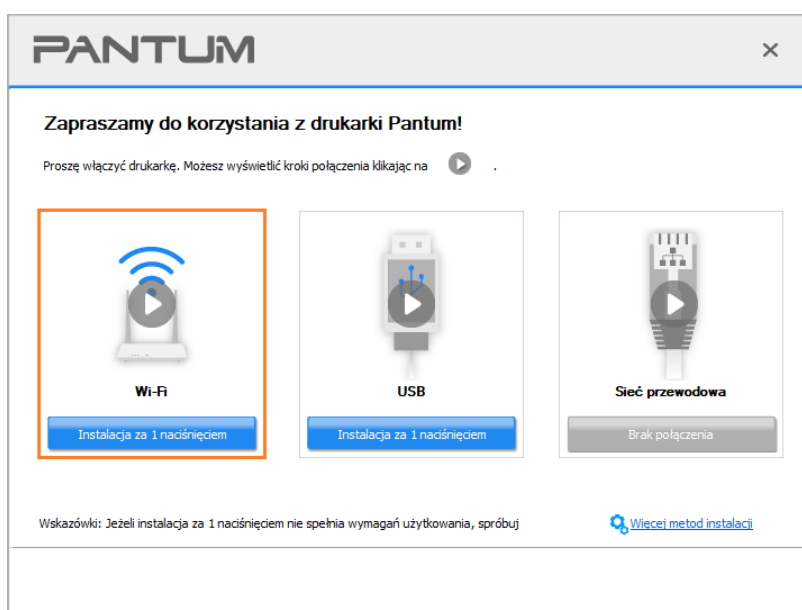 PANTUM
Zapraszamy do korzystania z drukarki Pantum!
Proszę włączyć drukarkę. Możesz wyświetlić kroki połączenia klikając na .
Wi-Fi
USB
Sieć przewodowa
Instalacja za 1 naciśnięciem
Instalacja za 1 naciśnięciem
Brak połączenia
Wskazówki: Jeżeli instalacja za 1 naciśnięciem nie spełnia wymagań użytkowania, spróbuj
Więcej metod instalacji